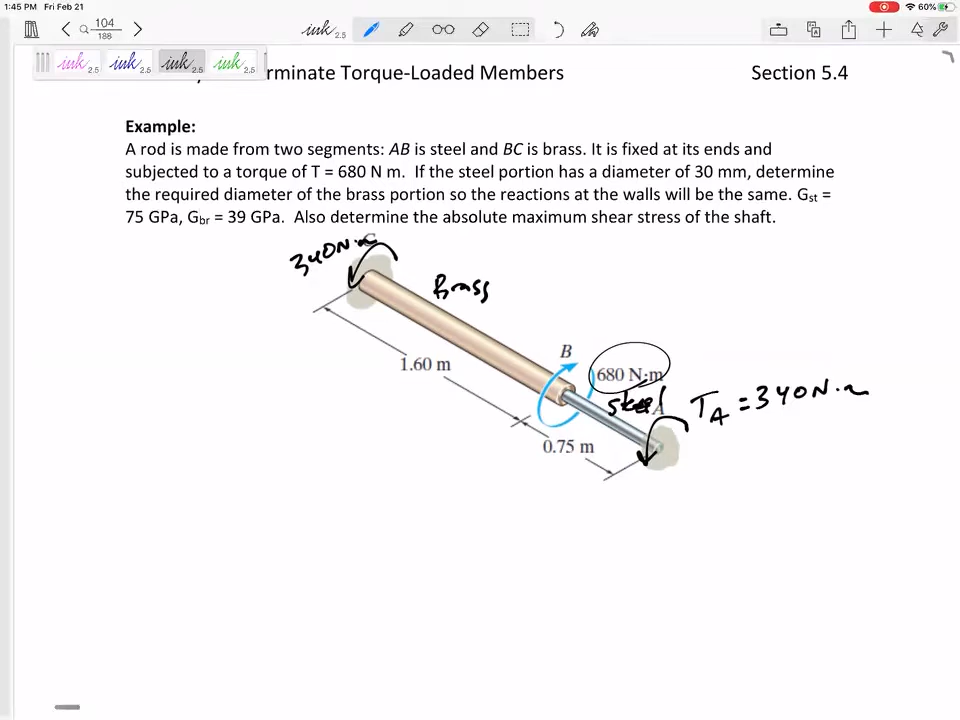 1:45 PM Fri Feb 21
60%
104
188
ink 2.5
ink 2.5 ink 2.5 ink 2.5 ink 2.5
rminate Torque-Loaded Members Section 5.4
Example:
A rod is made from two segments: AB is steel and BC is brass. It is fixed at its ends and
subjected to a torque of T = 680 N m. If the steel portion has a diameter of 30 mm, determine
the required diameter of the brass portion so the reactions at the walls will be the same. Gst =
75 GPa, Gbr = 39 GPa. Also determine the absolute maximum shear stress of the shaft.
340N·m
C
Brass
1.60 m
B
680 N·m
steel
A
TA = 340N·m
0.75 m